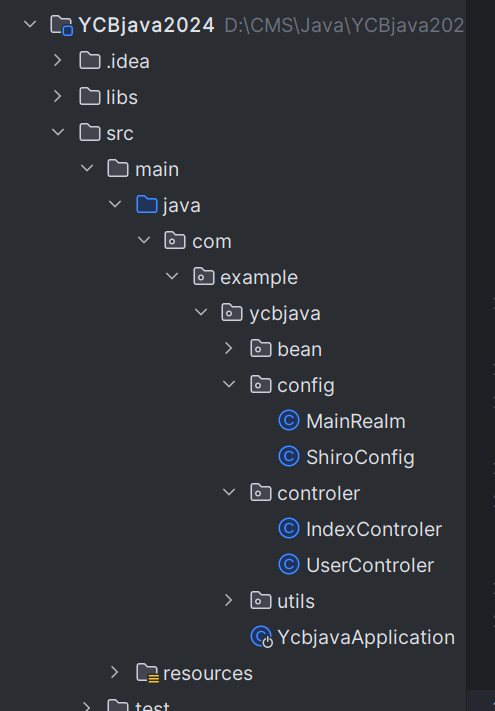 YCBjava2024 D:\CMS\Java\YCBjava202
.idea
libs
src
main
java
com
example
ycbjava
bean
config
MainRealm
ShiroConfig
controler
IndexControler
UserControler
utils
YcbjavaApplication
resources
test